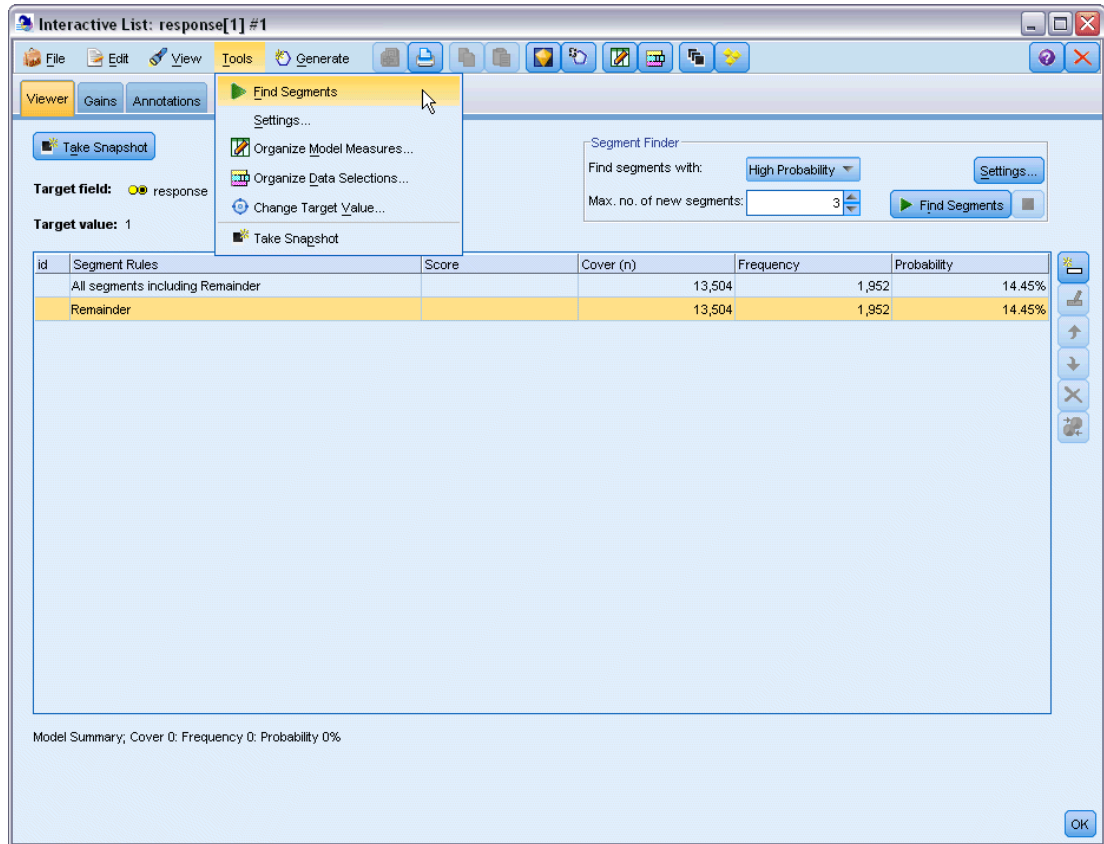 Interactive List: response[1] #1
File Edit View Tools Generate
Viewer Gains Annotations
Find Segments
Settings...
Organize Model Measures...
Organize Data Selections...
Change Target Value...
Take Snapshot
Take Snapshot
Target field: response
Target value: 1
Segment Finder
Find segments with: High Probability Settings...
Max. no. of new segments: 3 Find Segments
id Segment Rules Score Cover (n) Frequency Probability
All segments including Remainder 13,504 1,952 14.45%
Remainder 13,504 1,952 14.45%
Model Summary; Cover 0: Frequency 0: Probability 0%
OK